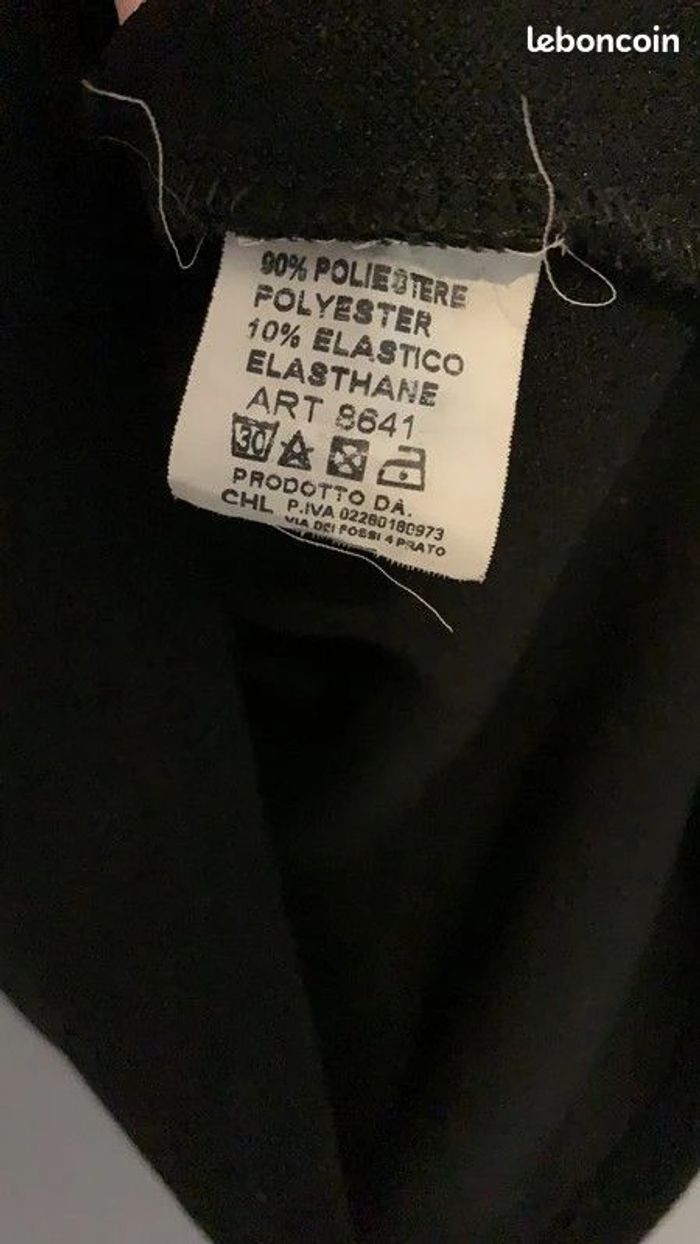 leboncoin
90% POLIESTERE
POLYESTER
10% ELASTICO
ELASTHANE
ART 8641
30
PRODOTTO DA.
CHL P.IVA 02280180973
VIA DEI FOSSI 4 PRATO